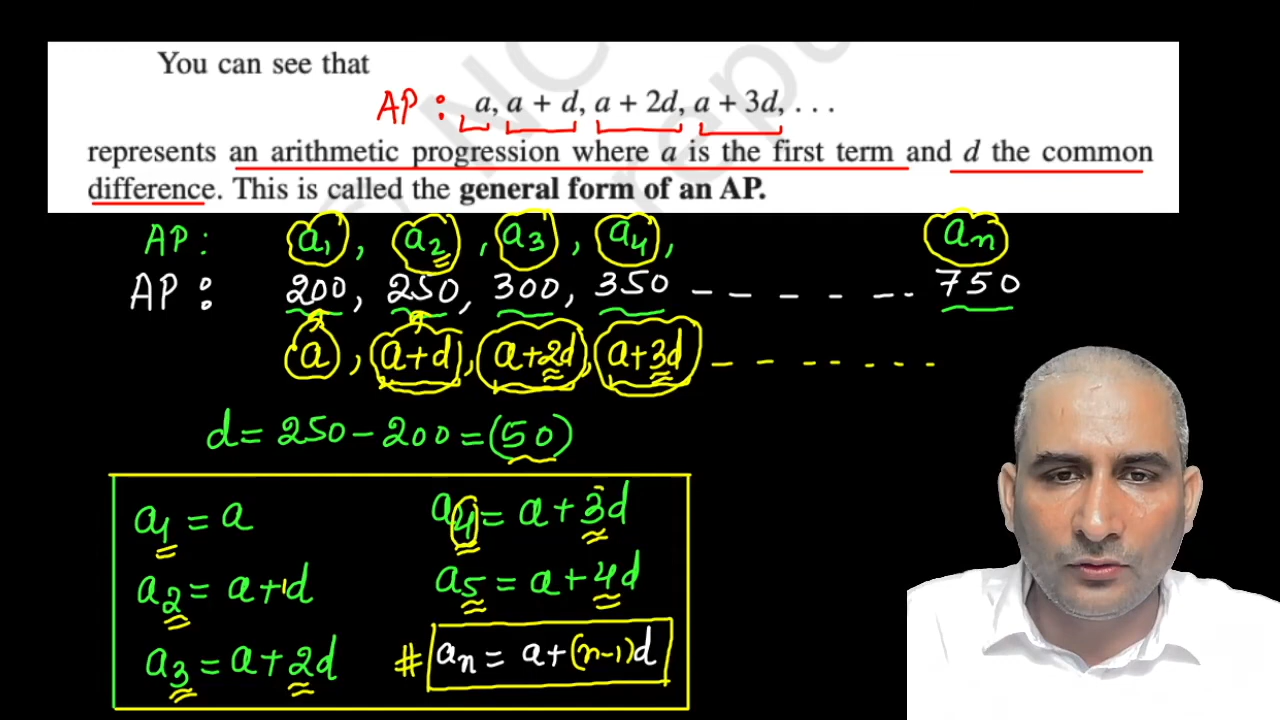 You can see that
AP: a, a + d, a + 2d, a + 3d, . . .
represents an arithmetic progression where a is the first term and d the common
difference. This is called the general form of an AP.
AP: a₁, a₂, a₃, a₄, aₙ
AP: 200, 250, 300, 350 - - - - - - - 750
a, a+d, a+2d, a+3d - - - - - - -
d = 250 - 200 = (50)
a₁ = a
a₂ = a+1d
a₃ = a+2d
a₄ = a+3d
a₅ = a+4d
# aₙ = a+(n-1)d